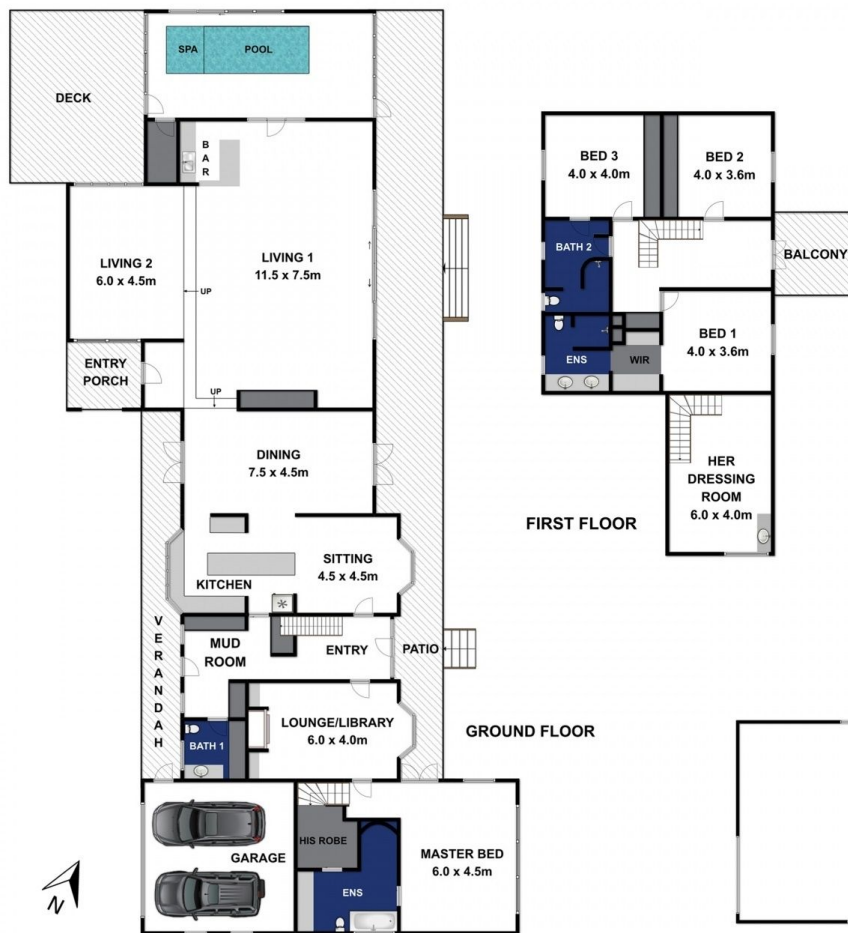 SPA
POOL
DECK
BAR
LIVING 2
6.0 x 4.5m
LIVING 1
11.5 x 7.5m
UP
ENTRY
PORCH
UP
DINING
7.5 x 4.5m
SITTING
4.5 x 4.5m
KITCHEN
VERANDAH
MUD
ROOM
ENTRY
PATIO
LOUNGE/LIBRARY
6.0 x 4.0m
BATH 1
GROUND FLOOR
GARAGE
HIS ROBE
ENS
MASTER BED
6.0 x 4.5m
N
BED 3
4.0 x 4.0m
BED 2
4.0 x 3.6m
BATH 2
BALCONY
BED 1
4.0 x 3.6m
ENS
WIR
HER
DRESSING
ROOM
6.0 x 4.0m
FIRST FLOOR